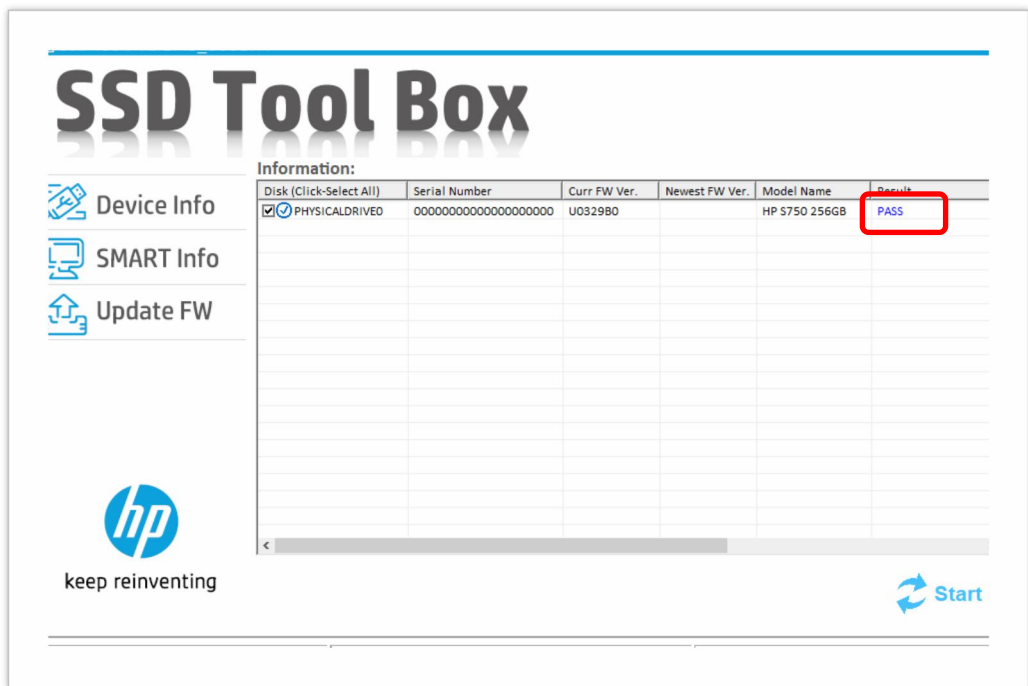 SSD Tool Box
Information:
Disk (Click-Select All) Serial Number Curr FW Ver. Newest FW Ver. Model Name Result
PHYSICALDRIVE0 00000000000000000000 U0329B0 HP S750 256GB PASS
Device Info
SMART Info
Update FW
hp
keep reinventing
Start